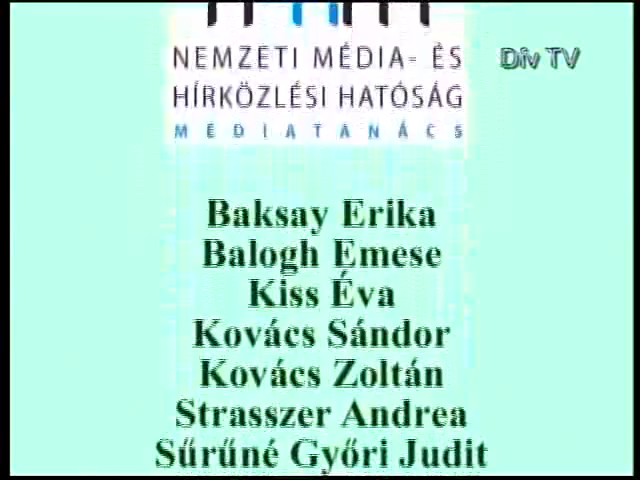 NEMZETI MÉDIA- ÉS
HÍRKÖZLÉSI HATÓSÁG
MÉDIATANÁCS
Div TV
Baksay Erika
Balogh Emese
Kiss Éva
Kovács Sándor
Kovács Zoltán
Strasszer Andrea
Sűrűné Győri Judit